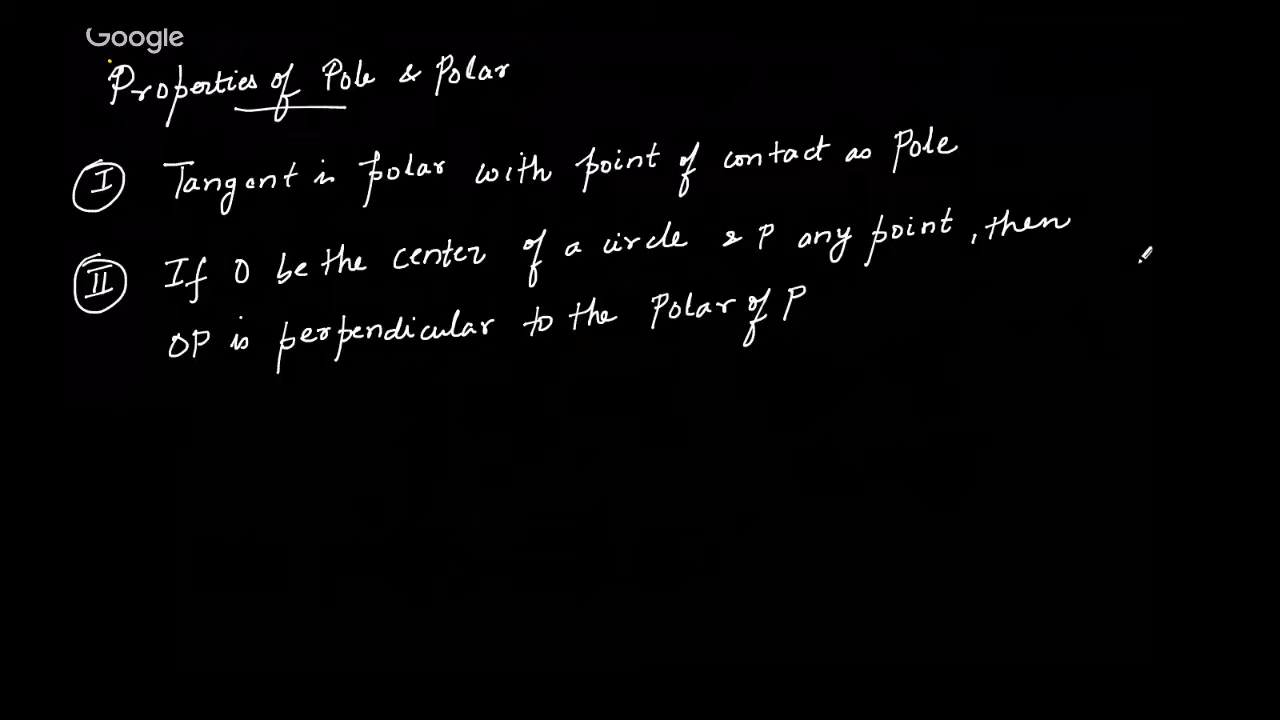 Google
Properties of Pole & Polar
I Tangent is polar with point of contact as Pole
II If O be the center of a circle & P any point, then
OP is perpendicular to the Polar of P